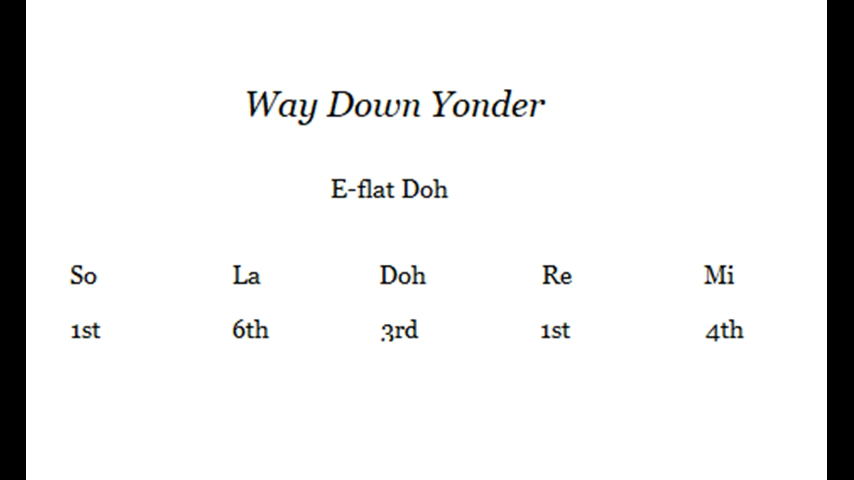 Way Down Yonder
E-flat Doh
So La Doh Re Mi
1st 6th 3rd 1st 4th